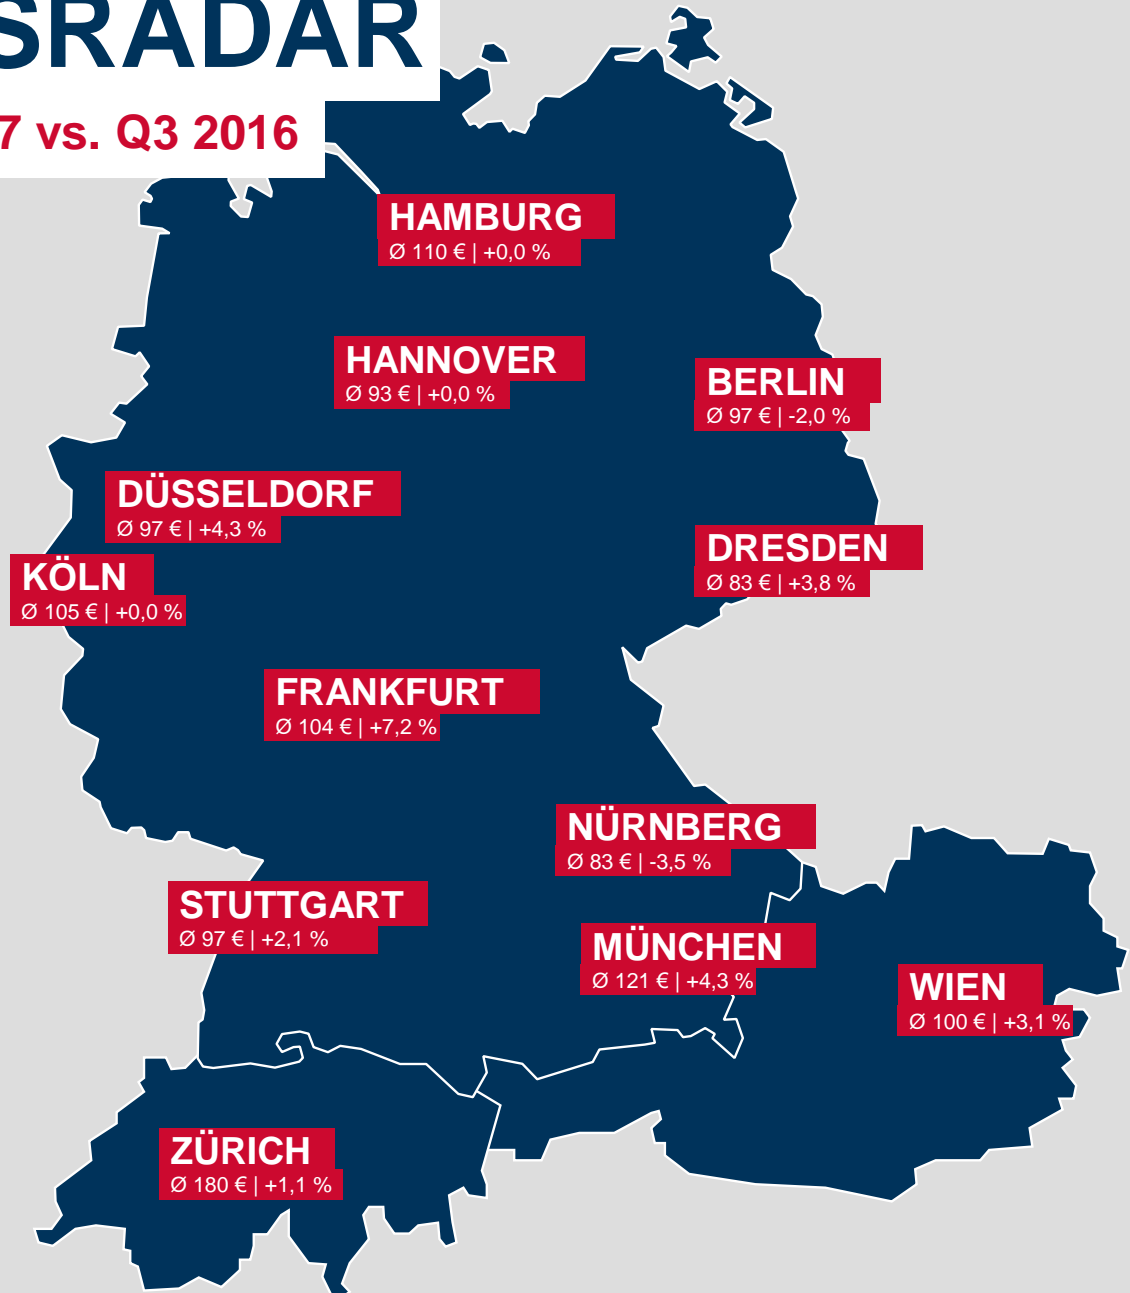 SRADAR
7 vs. Q3 2016
HAMBURG
Ø 110 € | +0,0 %
HANNOVER
Ø 93 € | +0,0 %
BERLIN
Ø 97 € | -2,0 %
DÜSSELDORF
Ø 97 € | +4,3 %
DRESDEN
Ø 83 € | +3,8 %
KÖLN
Ø 105 € | +0,0 %
FRANKFURT
Ø 104 € | +7,2 %
NÜRNBERG
Ø 83 € | -3,5 %
STUTTGART
Ø 97 € | +2,1 %
MÜNCHEN
Ø 121 € | +4,3 %
WIEN
Ø 100 € | +3,1 %
ZÜRICH
Ø 180 € | +1,1 %